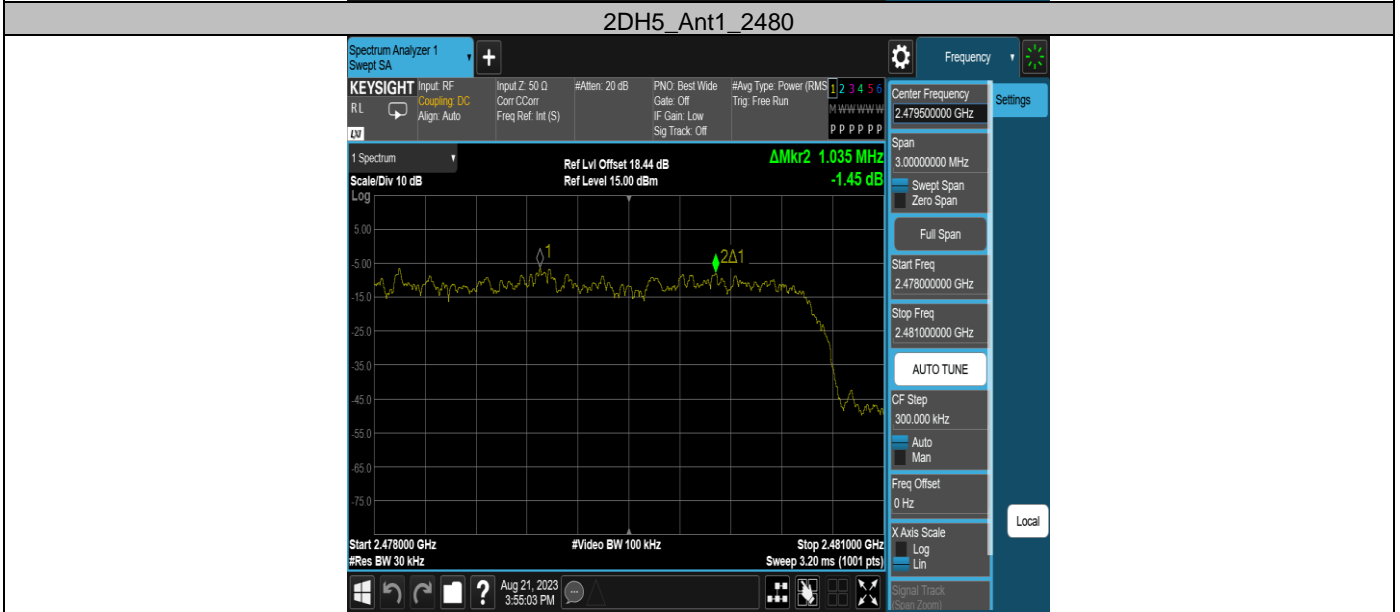 2DH5_Ant1_2480
Spectrum Analyzer 1
Swept SA
Frequency
KEYSIGHT
RL
LXI
Input: RF
Coupling: DC
Align: Auto
Input Z: 50 Ω
Corr CCorr
Freq Ref: Int (S)
#Atten: 20 dB
PNO: Best Wide
Gate: Off
IF Gain: Low
Sig Track: Off
#Avg Type: Power (RMS
Trig: Free Run
1 2 3 4 5 6
M W W W W W
P P P P P P
1 Spectrum
Scale/Div 10 dB
Log
Ref Lvl Offset 18.44 dB
Ref Level 15.00 dBm
ΔMkr2 1.035 MHz
-1.45 dB
5.00
-5.00
-15.0
-25.0
-35.0
-45.0
-55.0
-65.0
-75.0
1
2Δ1
Start 2.478000 GHz
#Res BW 30 kHz
#Video BW 100 kHz
Stop 2.481000 GHz
Sweep 3.20 ms (1001 pts)
Center Frequency
2.479500000 GHz
Settings
Span
3.00000000 MHz
Swept Span
Zero Span
Full Span
Start Freq
2.478000000 GHz
Stop Freq
2.481000000 GHz
AUTO TUNE
CF Step
300.000 kHz
Auto
Man
Freq Offset
0 Hz
X Axis Scale
Log
Lin
Signal Track
(Span Zoom)
Local
?
Aug 21, 2023
3:55:03 PM